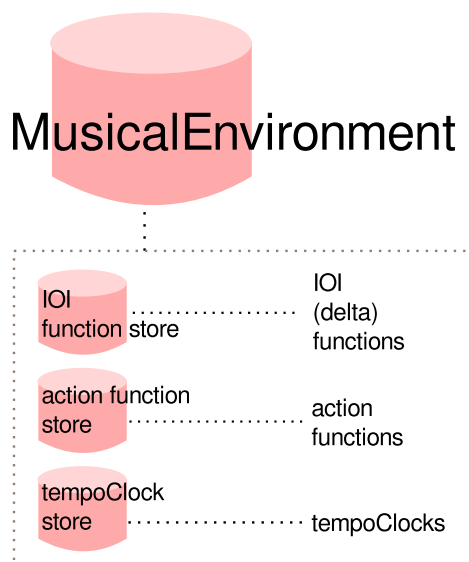 MusicalEnvironment
IOI
function store
IOI
(delta)
functions
action function
store
action
functions
tempoClock
store
tempoClocks